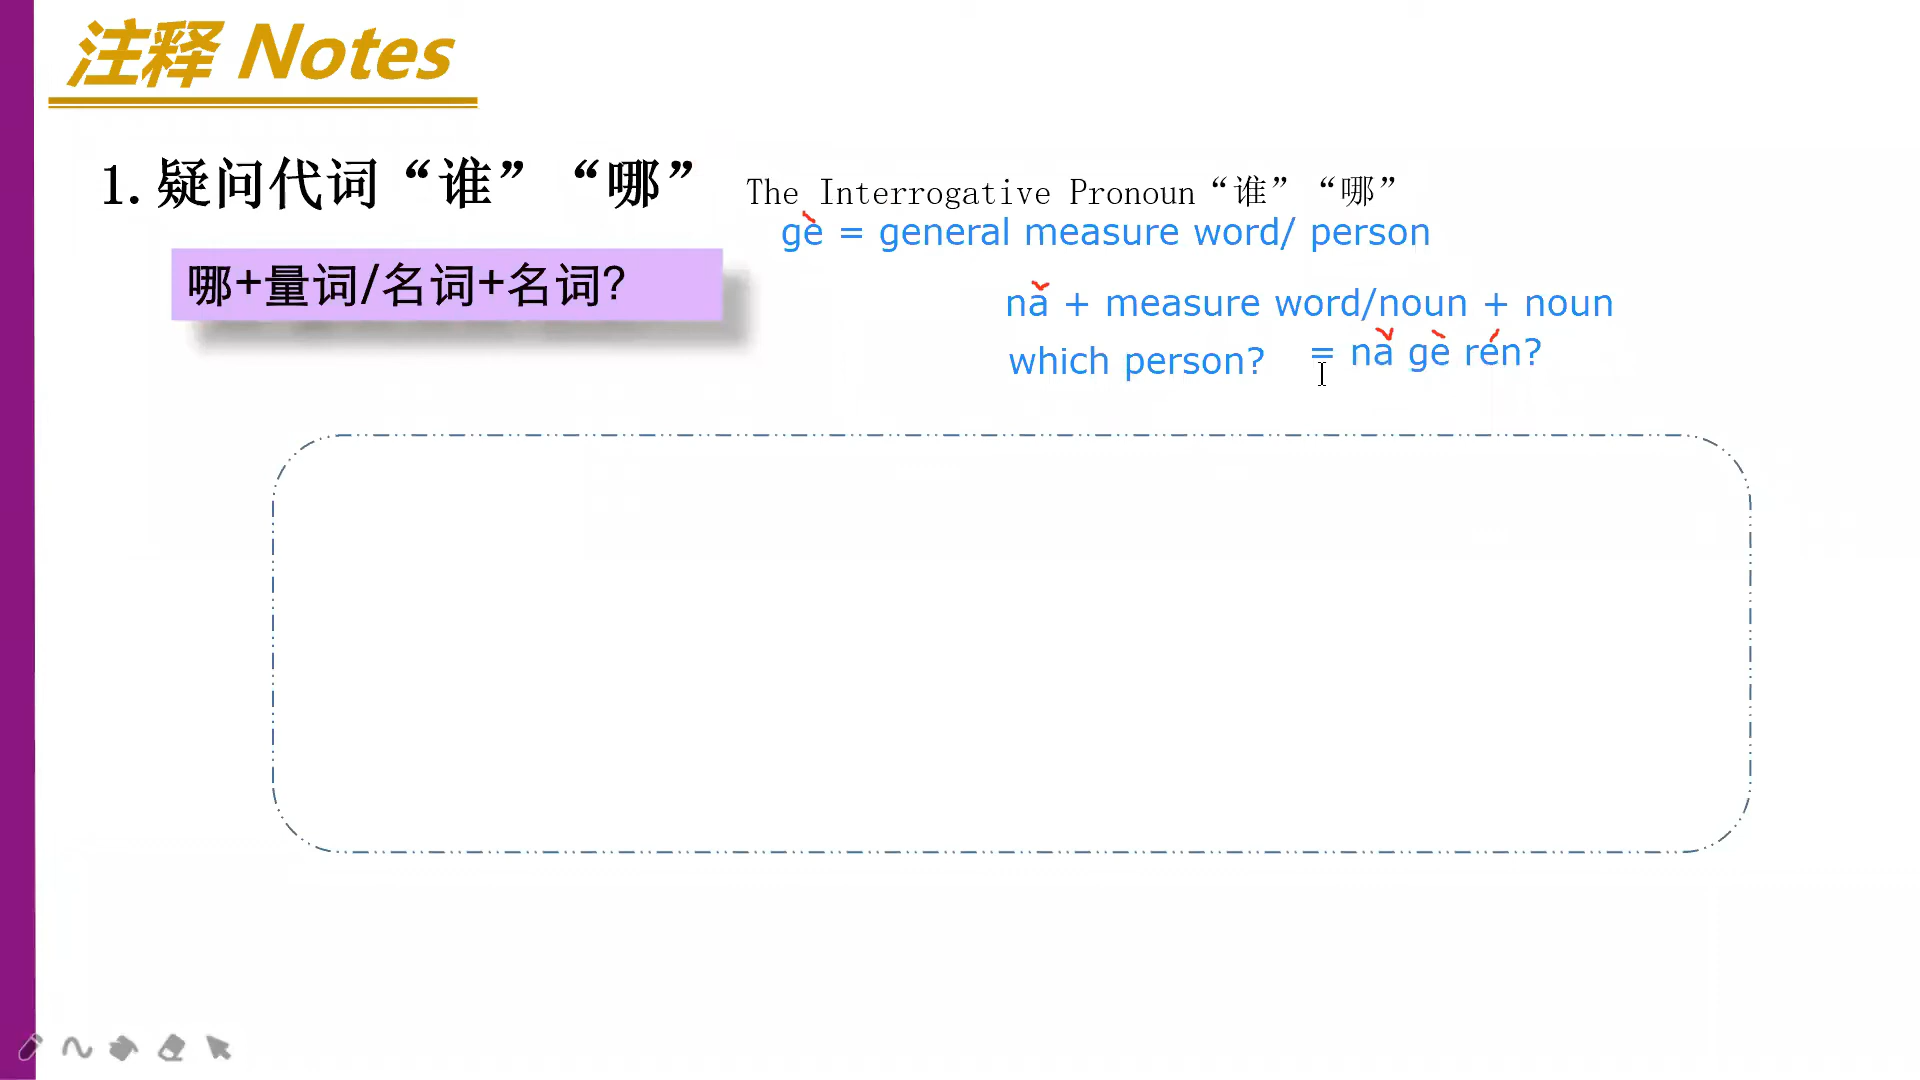 注释 Notes
1.疑问代词“谁”“哪” The Interrogative Pronoun“谁”“哪”
gè = general measure word/ person
哪+量词/名词+名词?
nǎ + measure word/noun + noun
which person? = nǎ gè rén?